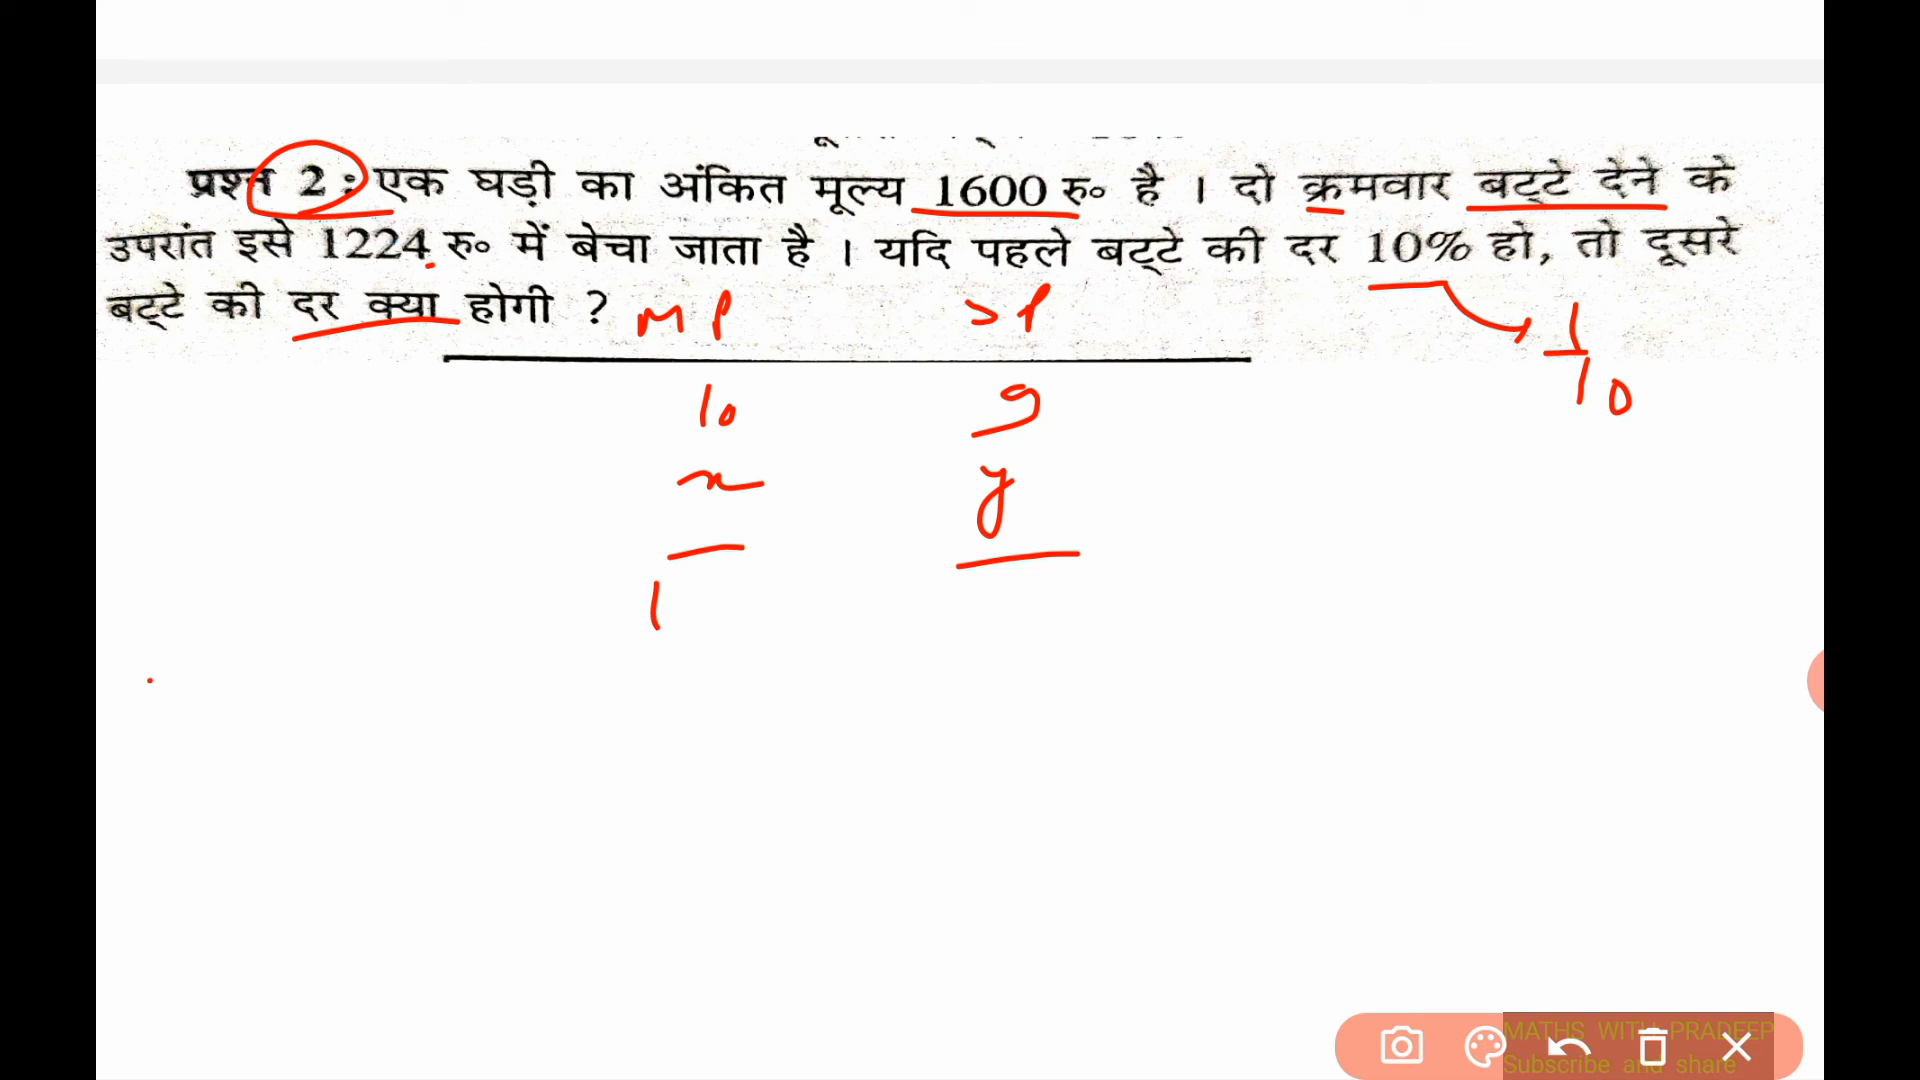 प्रश्न 2 : एक घड़ी का अंकित मूल्य 1600 रु० है । दो क्रमवार बट्टे देने के
उपरांत इसे 1224 रु० में बेचा जाता है । यदि पहले बट्टे की दर 10% हो, तो दूसरे
बट्टे की दर क्या होगी ?
MP SP
1
10
10 9
x y
1
MATHS WITH PRADEEP
Subscribe and share